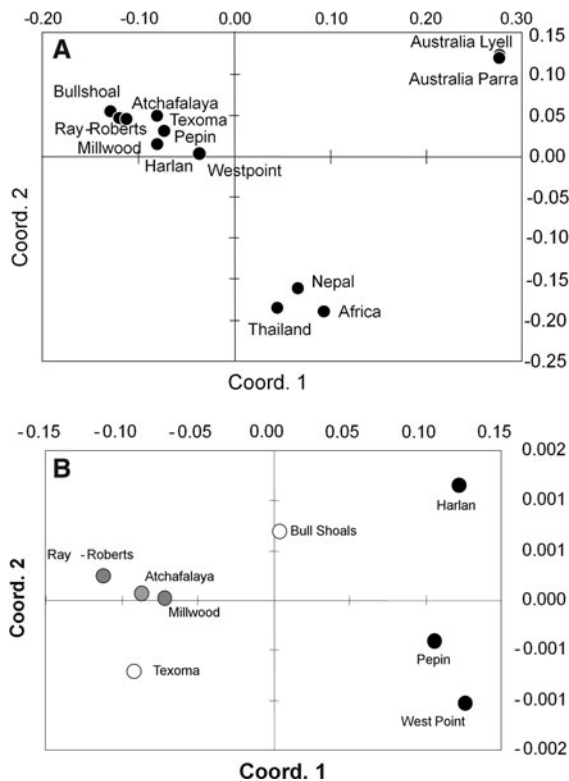 -0.20 -0.10 0.00 0.10 0.20 0.30
A
0.15
Australia Lyell
Bullshoal
Atchafalaya
0.10
Australia Parra
Texoma
0.05
Ray-Roberts
Pepin
Millwood
0.00
Harlan Westpoint
-0.05
Coord. 2
-0.10
Nepal
-0.15
Thailand Africa
-0.20
-0.25
Coord. 1
-0.15 -0.10 -0.05 0.00 0.05 0.10 0.15
B
0.002
Harlan
0.001
Bull Shoals
0.001
Ray -Roberts
Atchafalaya
0.000
Millwood
Coord. 2
-0.001
Pepin
Texoma
-0.001
West Point
-0.002
Coord. 1